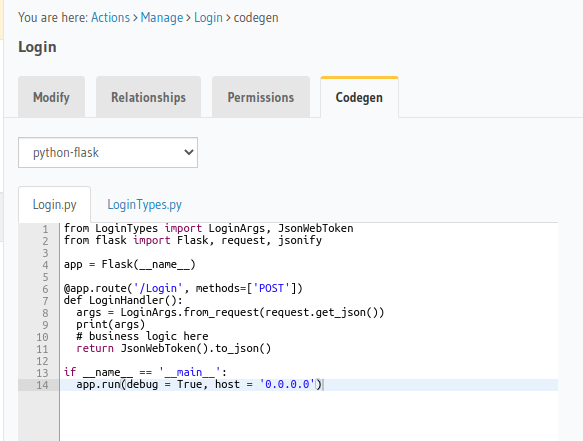 You are here: Actions > Manage > Login > codegen
Login
Modify
Relationships
Permissions
Codegen
python-flask
Login.py
LoginTypes.py
1 from LoginTypes import LoginArgs, JsonWebToken
2 from flask import Flask, request, jsonify
3
4 app = Flask(__name__)
5
6 @app.route('/Login', methods=['POST'])
7 def LoginHandler():
8   args = LoginArgs.from_request(request.get_json())
9   print(args)
10   # business logic here
11   return JsonWebToken().to_json()
12
13 if __name__ == '__main__':
14   app.run(debug = True, host = '0.0.0.0')